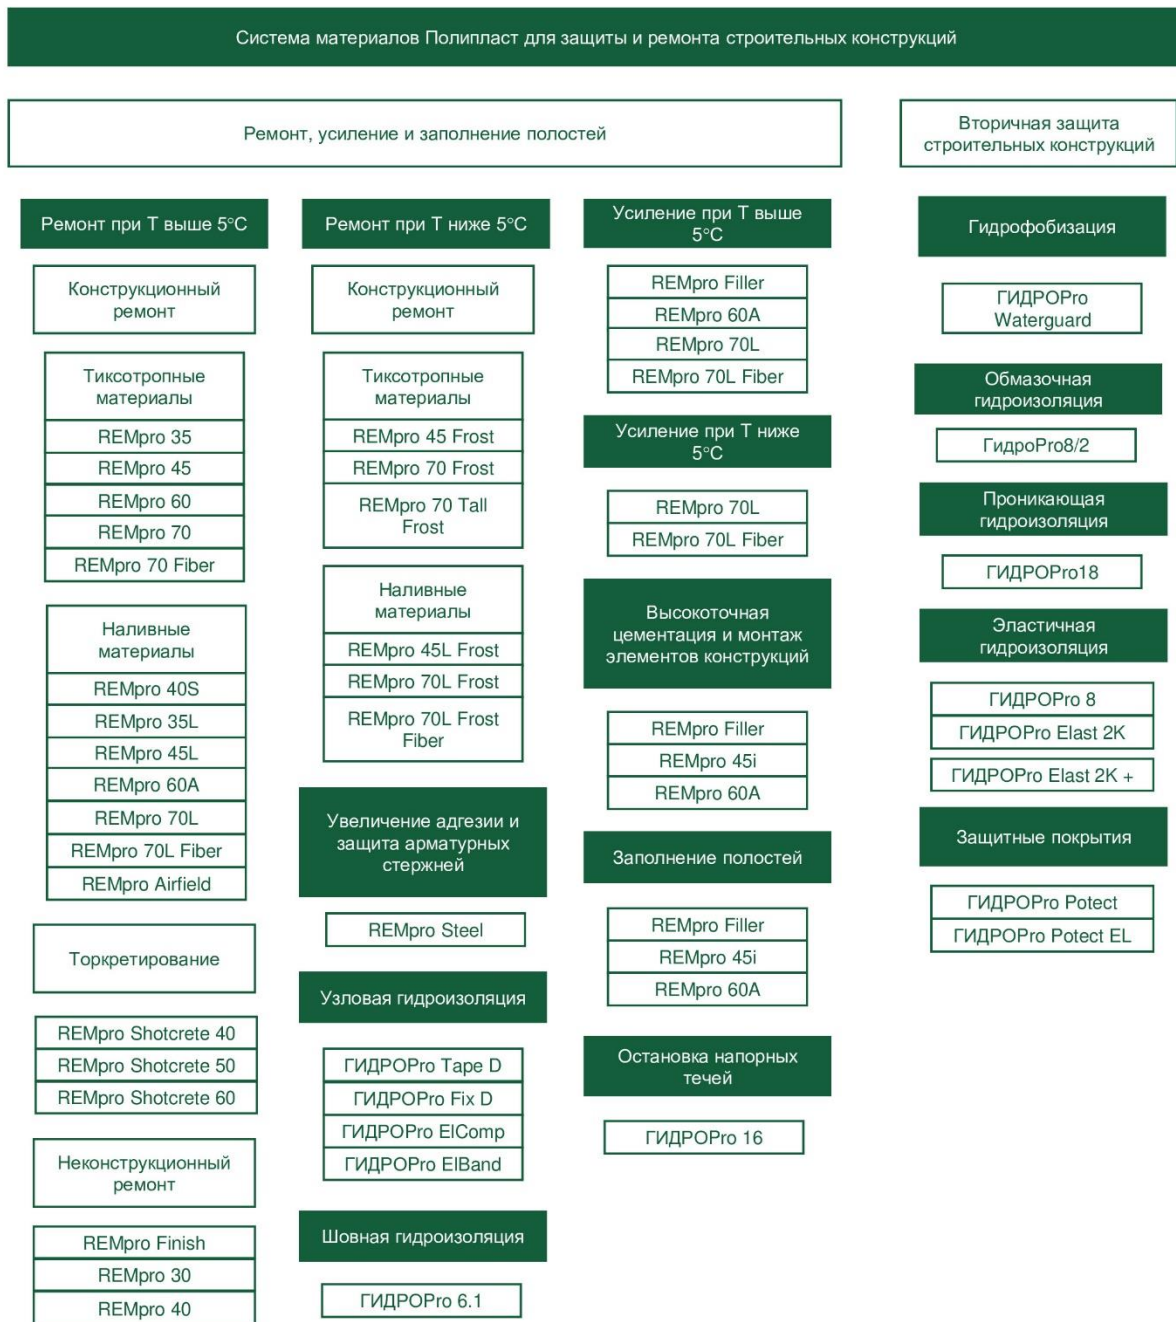 Система материалов Полипласт для защиты и ремонта строительных конструкций
Ремонт, усиление и заполнение полостей
Вторичная защита
строительных конструкций
Ремонт при Т выше 5°C
Конструкционный
ремонт
Тиксотропные
материалы
REMpro 35
REMpro 45
REMpro 60
REMpro 70
REMpro 70 Fiber
Наливные
материалы
REMpro 40S
REMpro 35L
REMpro 45L
REMpro 60A
REMpro 70L
REMpro 70L Fiber
REMpro Airfield
Торкретирование
REMpro Shotcrete 40
REMpro Shotcrete 50
REMpro Shotcrete 60
Неконструкционный
ремонт
REMpro Finish
REMpro 30
REMpro 40
Ремонт при Т ниже 5°C
Конструкционный
ремонт
Тиксотропные
материалы
REMpro 45 Frost
REMpro 70 Frost
REMpro 70 Tall
Frost
Наливные
материалы
REMpro 45L Frost
REMpro 70L Frost
REMpro 70L Frost
Fiber
Увеличение адгезии и
защита арматурных
стержней
REMpro Steel
Узловая гидроизоляция
ГИДРОPro Tape D
ГИДРОPro Fix D
ГИДРОPro ElComp
ГИДРОPro ElBand
Шовная гидроизоляция
ГИДРОPro 6.1
Усиление при Т выше
5°C
REMpro Filler
REMpro 60A
REMpro 70L
REMpro 70L Fiber
Усиление при Т ниже
5°C
REMpro 70L
REMpro 70L Fiber
Высокоточная
цементация и монтаж
элементов конструкций
REMpro Filler
REMpro 45i
REMpro 60A
Заполнение полостей
REMpro Filler
REMpro 45i
REMpro 60A
Остановка напорных
течей
ГИДРОPro 16
Гидрофобизация
ГИДРОPro
Waterguard
Обмазочная
гидроизоляция
ГидроPro8/2
Проникающая
гидроизоляция
ГИДРОPro18
Эластичная
гидроизоляция
ГИДРОPro 8
ГИДРОPro Elast 2K
ГИДРОPro Elast 2K +
Защитные покрытия
ГИДРОPro Potect
ГИДРОPro Potect EL